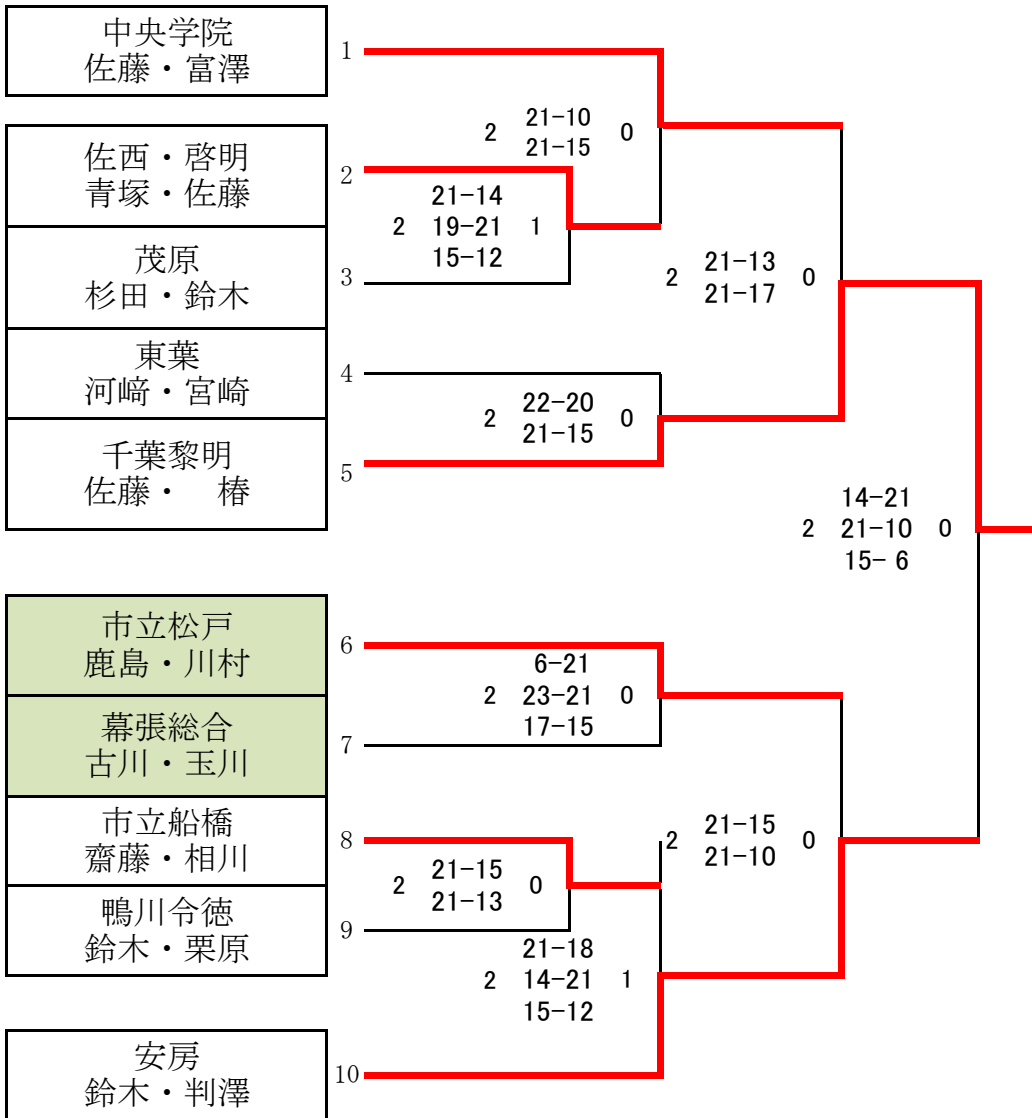 中央学院
佐藤・富澤
1
佐西・啓明
青塚・佐藤
2
茂原
杉田・鈴木
3
東葉
河﨑・宮崎
4
千葉黎明
佐藤・　椿
5
市立松戸
鹿島・川村
6
幕張総合
古川・玉川
7
市立船橋
齋藤・相川
8
鴨川令徳
鈴木・栗原
9
安房
鈴木・判澤
10
2 21-10 0
21-15
21-14
2 19-21 1
15-12
2 21-13 0
21-17
2 22-20 0
21-15
14-21
2 21-10 0
15- 6
6-21
2 23-21 0
17-15
2 21-15 0
21-10
2 21-15 0
21-13
21-18
2 14-21 1
15-12